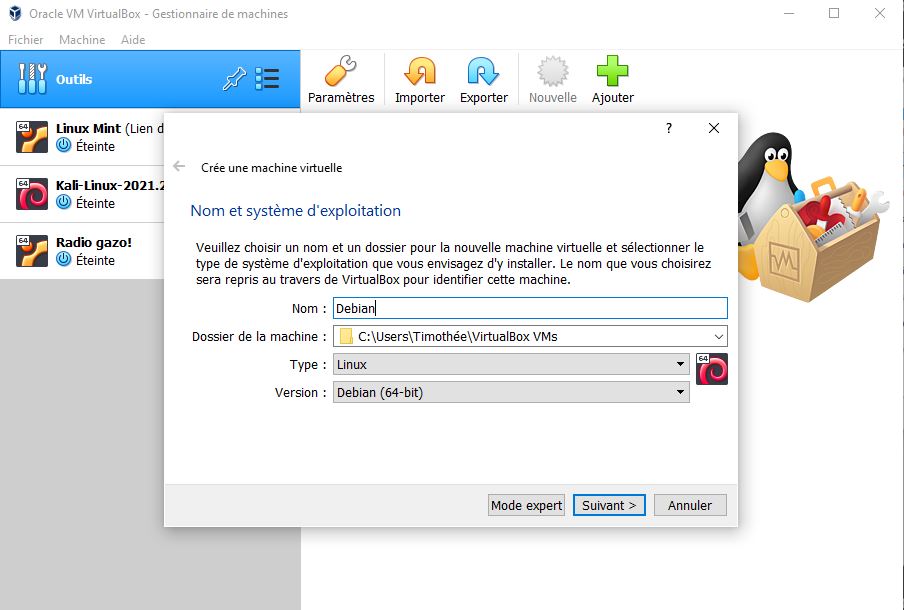 Oracle VM VirtualBox - Gestionnaire de machines
Fichier Machine Aide
Outils
Paramètres Importer Exporter Nouvelle Ajouter
64
Linux Mint (Lien d
Éteinte
64
Kali-Linux-2021.2
Éteinte
64
Radio gazo!
Éteinte
?
Crée une machine virtuelle
Nom et système d'exploitation
Veuillez choisir un nom et un dossier pour la nouvelle machine virtuelle et sélectionner le
type de système d'exploitation que vous envisagez d'y installer. Le nom que vous choisirez
sera repris au travers de VirtualBox pour identifier cette machine.
Nom : Debian
Dossier de la machine : C:\Users\Timothée\VirtualBox VMs
Type : Linux
64
Version : Debian (64-bit)
Mode expert Suivant > Annuler